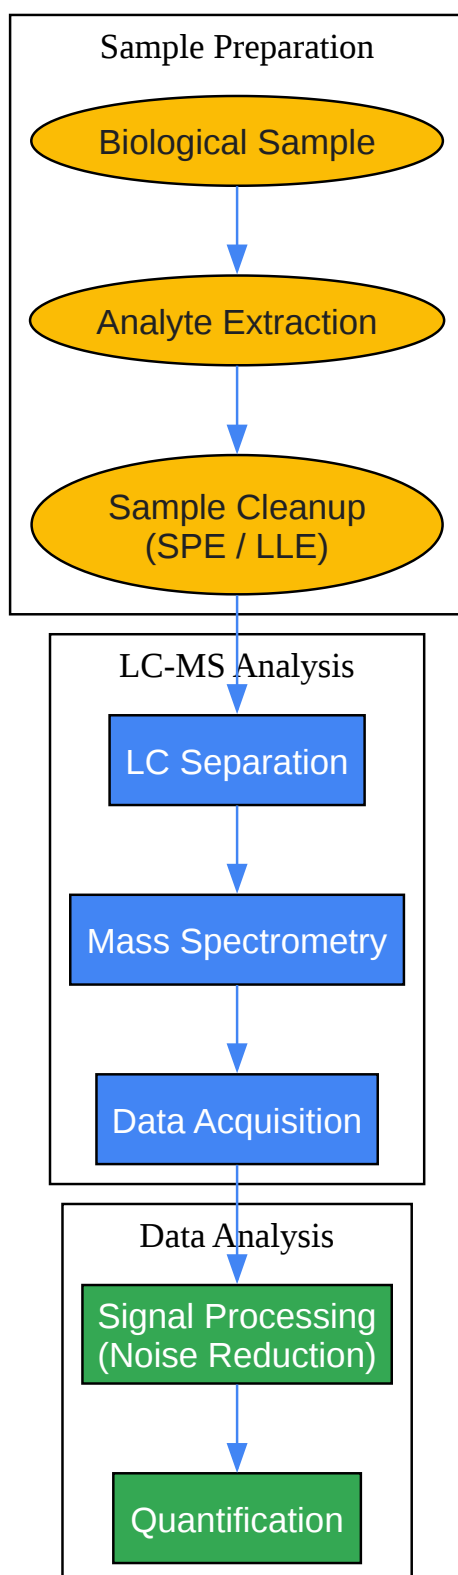 Sample Preparation
Biological Sample
Analyte Extraction
Sample Cleanup
(SPE / LLE)
LC-MS Analysis
LC Separation
Mass Spectrometry
Data Acquisition
Data Analysis
Signal Processing
(Noise Reduction)
Quantification